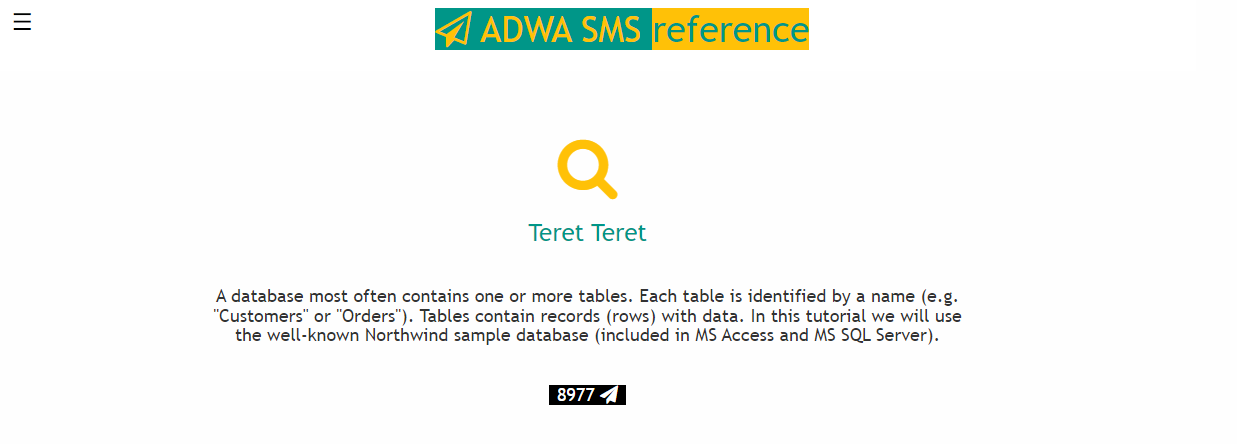 ADWA SMS reference
Teret Teret
A database most often contains one or more tables. Each table is identified by a name (e.g.
"Customers" or "Orders"). Tables contain records (rows) with data. In this tutorial we will use
the well-known Northwind sample database (included in MS Access and MS SQL Server).
8977